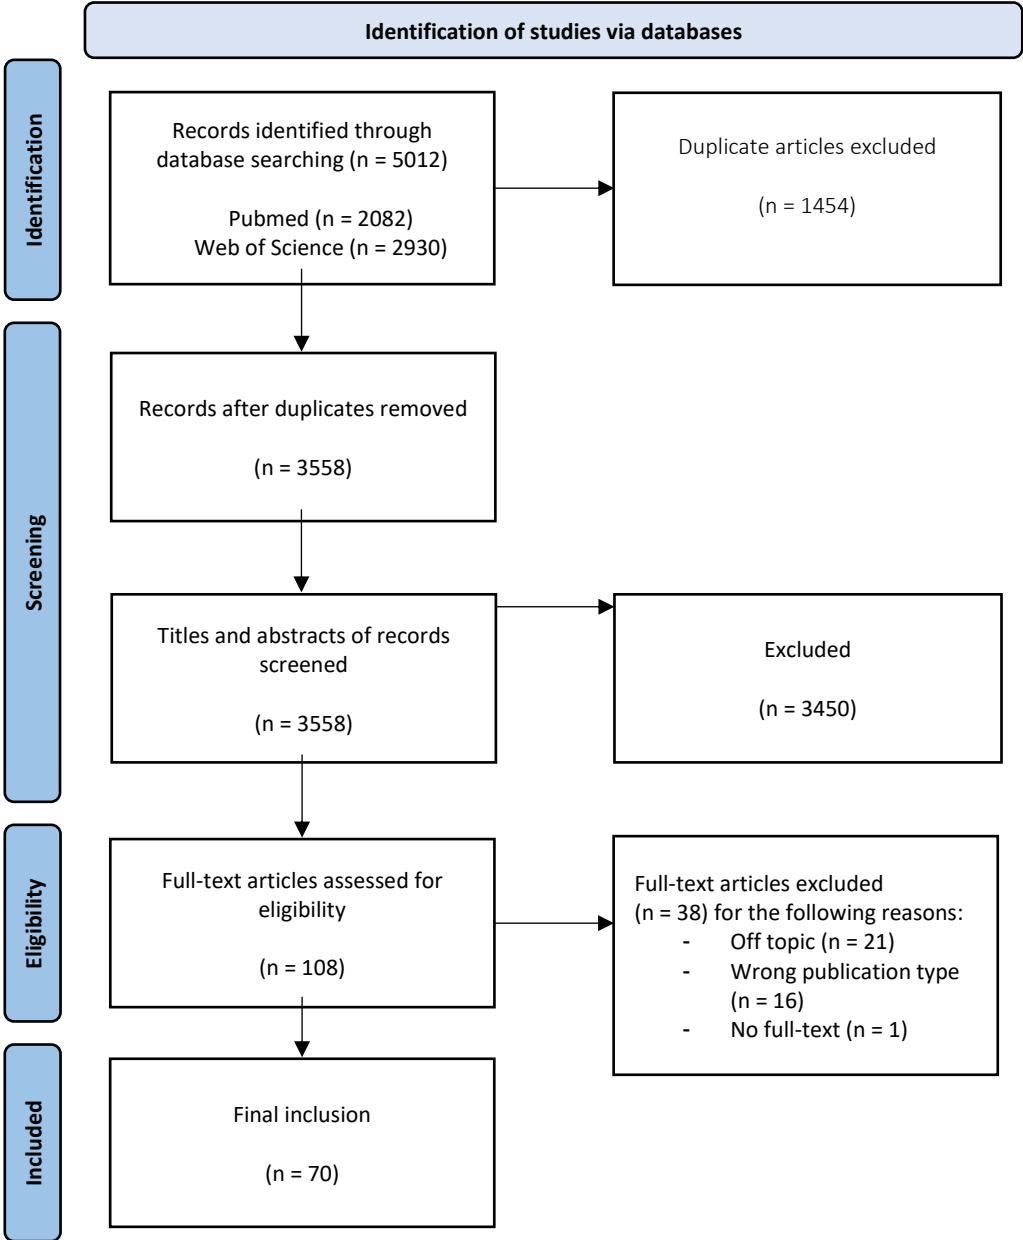 Identification of studies via databases
Identification
Records identified through
database searching (n = 5012)
Pubmed (n = 2082)
Web of Science (n = 2930)
Duplicate articles excluded
(n = 1454)
Screening
Records after duplicates removed
(n = 3558)
Titles and abstracts of records
screened
(n = 3558)
Excluded
(n = 3450)
Eligibility
Full-text articles assessed for
eligibility
(n = 108)
Full-text articles excluded
(n = 38) for the following reasons:
- Off topic (n = 21)
- Wrong publication type
(n = 16)
- No full-text (n = 1)
Included
Final inclusion
(n = 70)